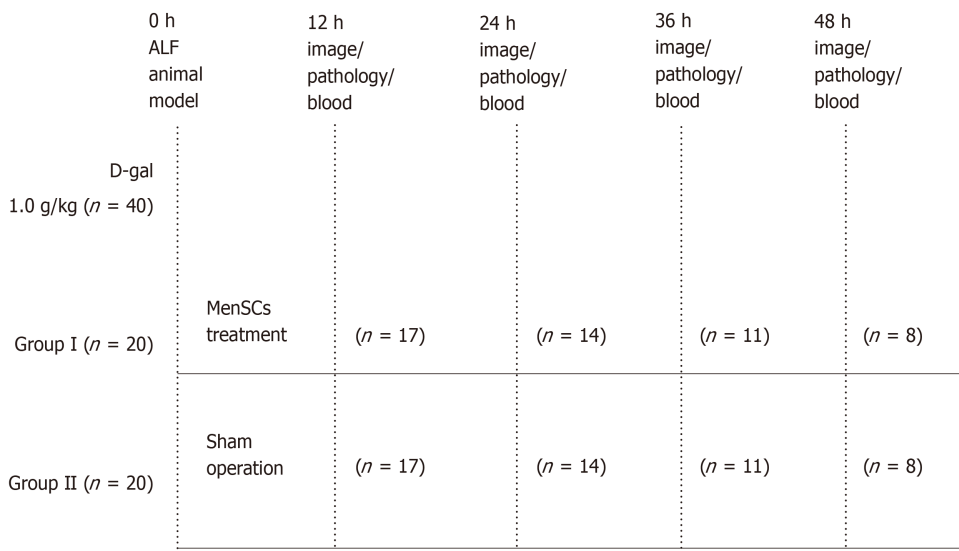 0 h
ALF
animal
model
12 h
image/
pathology/
blood
24 h
image/
pathology/
blood
36 h
image/
pathology/
blood
48 h
image/
pathology/
blood
D-gal
1.0 g/kg (n = 40)
MenSCs
treatment
Group I (n = 20)
(n = 17)
(n = 14)
(n = 11)
(n = 8)
Sham
operation
Group II (n = 20)
(n = 17)
(n = 14)
(n = 11)
(n = 8)